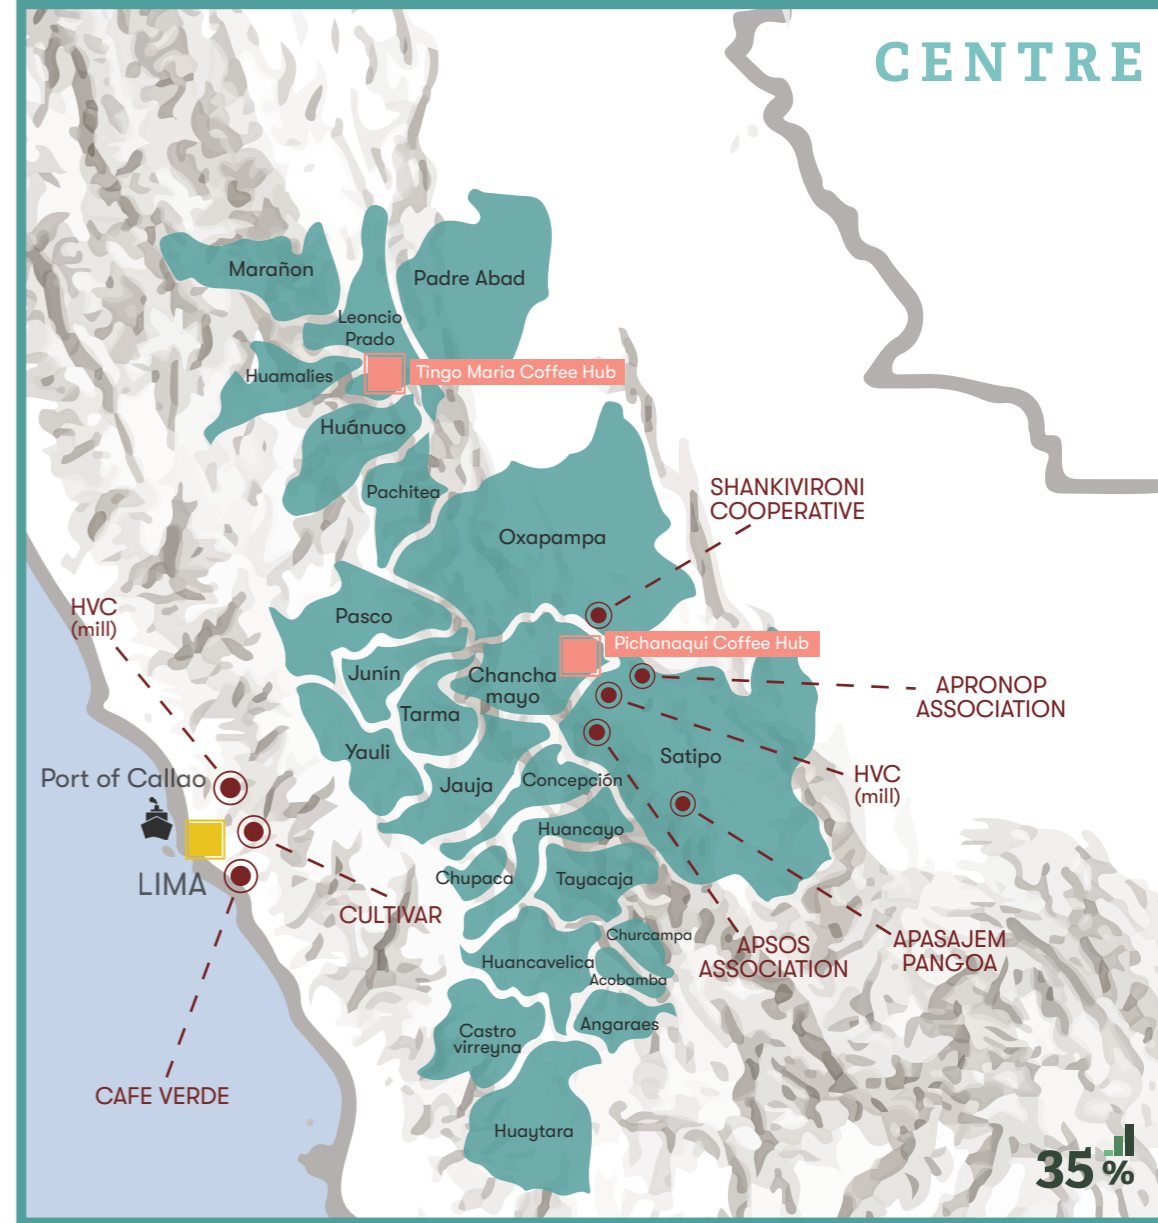 CENTRE
Marañon
Padre Abad
Leoncio
Prado
Huamalíes
Tingo Maria Coffee Hub
Huánuco
Pachitea
SHANKIVIRONI
COOPERATIVE
Oxapampa
HVC
(mill)
Pasco
Pichanaqui Coffee Hub
Junín
Chancha
mayo
APRONOP
ASSOCIATION
Tarma
Yauli
Satipo
Port of Callao
Jauja
Concepción
HVC
(mill)
Huancayo
LIMA
Chupaca
Tayacaja
CULTIVAR
Churcampa
APSOS
ASSOCIATION
APASAJEM
PANGOA
Huancavelica
Acobamba
Castro
virreyna
Angaraes
CAFE VERDE
Huaytara
35%